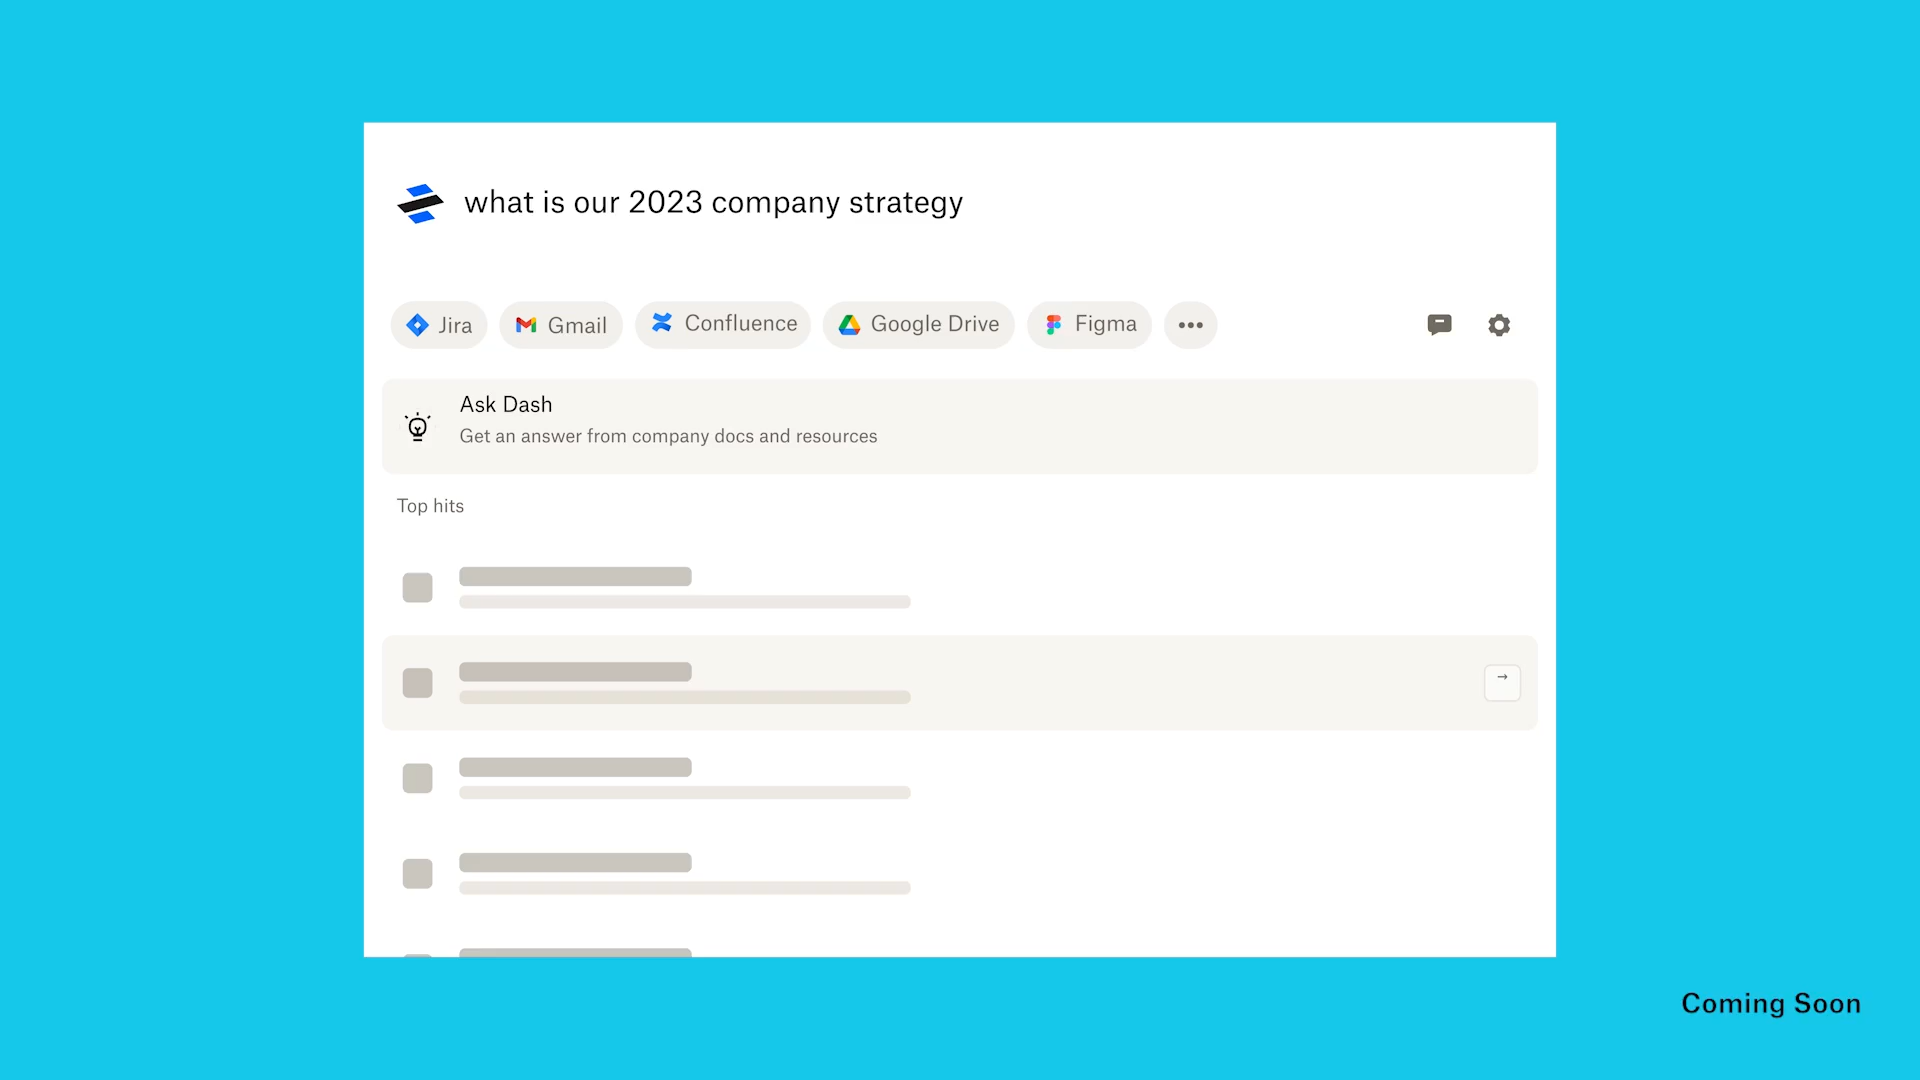 what is our 2023 company strategy
Jira Gmail Confluence Google Drive Figma
Ask Dash
Get an answer from company docs and resources
Top hits
Coming Soon